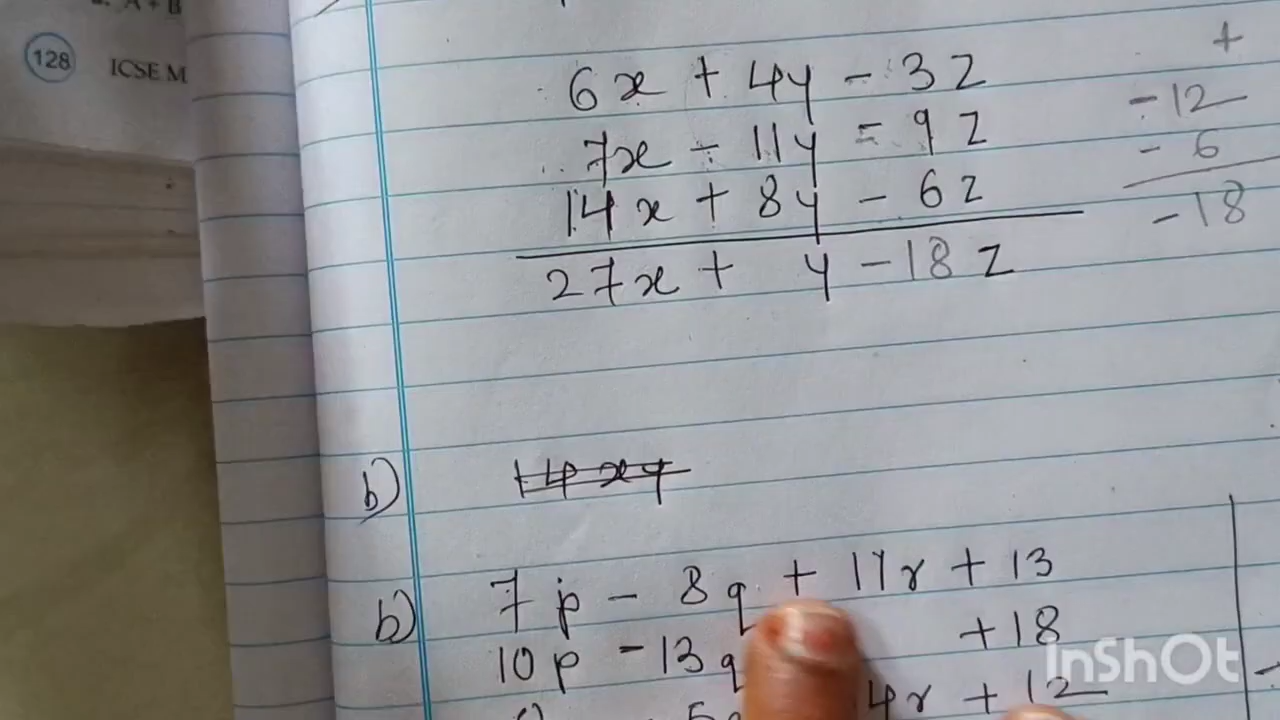 A + B
128 ICSE M
6x + 4y - 3z
7x - 11y - 9z
14x + 8y - 6z
27x + y - 18z
+
-12
- 6
-18
b) 14xy
b) 7p - 8q + 17r + 13
10p - 13q + 18
4r + 12
InShOt